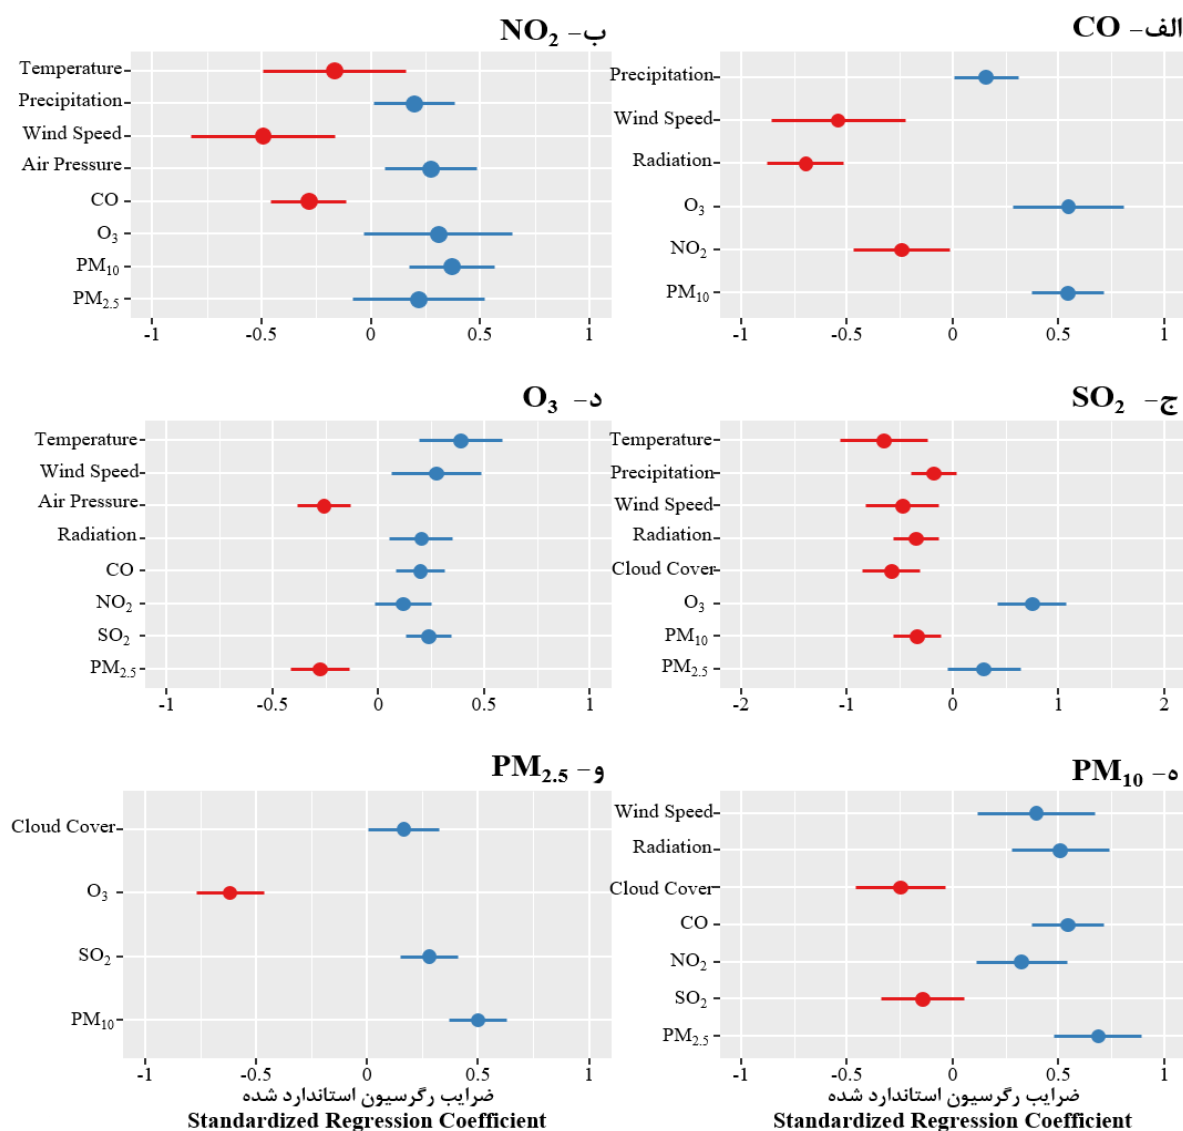 الف- CO
Precipitation
Wind Speed
Radiation
O₃
NO₂
PM₁₀
-1 -0.5 0 0.5 1
ب- NO₂
Temperature
Precipitation
Wind Speed
Air Pressure
CO
O₃
PM₁₀
PM₂.₅
-1 -0.5 0 0.5 1
ج- SO₂
Temperature
Precipitation
Wind Speed
Radiation
Cloud Cover
O₃
PM₁₀
PM₂.₅
-2 -1 0 1 2
د- O₃
Temperature
Wind Speed
Air Pressure
Radiation
CO
NO₂
SO₂
PM₂.₅
-1 -0.5 0 0.5 1
ه- PM₁₀
Wind Speed
Radiation
Cloud Cover
CO
NO₂
SO₂
PM₂.₅
-1 -0.5 0 0.5 1
ضرایب رگرسیون استاندارد شده
Standardized Regression Coefficient
و- PM₂.₅
Cloud Cover
O₃
SO₂
PM₁₀
-1 -0.5 0 0.5 1
ضرایب رگرسیون استاندارد شده
Standardized Regression Coefficient